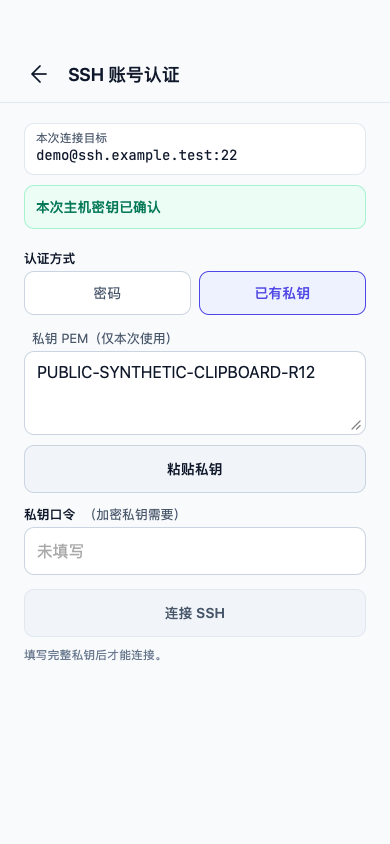 SSH 账号认证
本次连接目标
demo@ssh.example.test:22
本次主机密钥已确认
认证方式
密码
已有私钥
私钥 PEM（仅本次使用）
PUBLIC-SYNTHETIC-CLIPBOARD-R12
粘贴私钥
私钥口令 （加密私钥需要）
未填写
连接 SSH
填写完整私钥后才能连接。